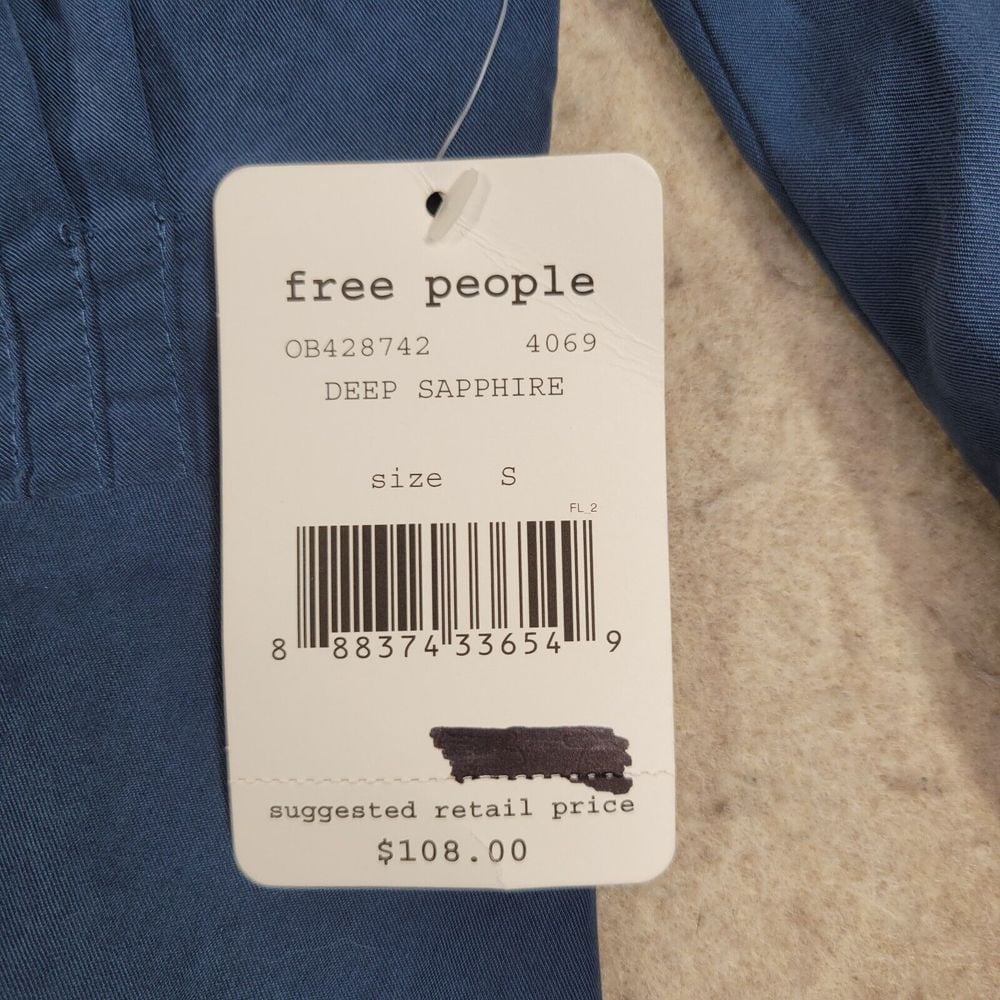 free people
OB428742 4069
DEEP SAPPHIRE
size S
FL_2
8 88374 33654 9
suggested retail price
$108.00